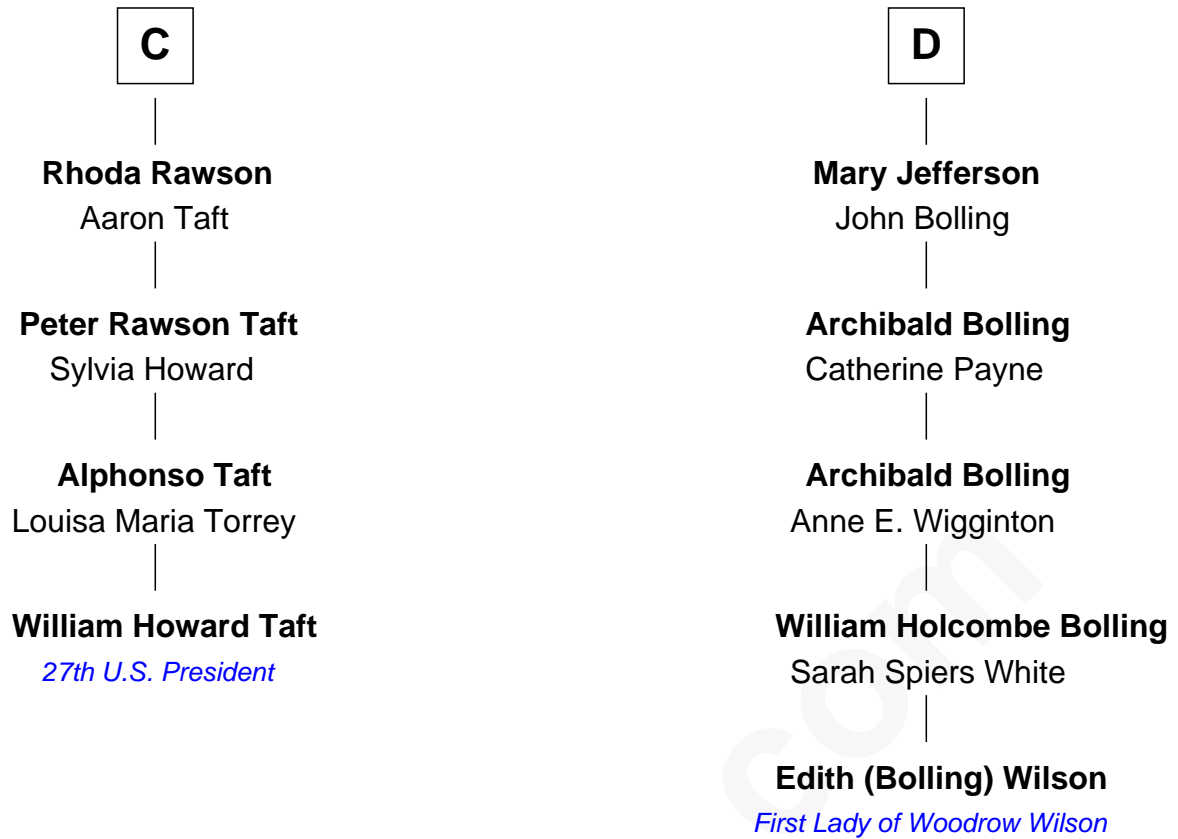 C
Rhoda Rawson
Aaron Taft
Peter Rawson Taft
Sylvia Howard
Alphonso Taft
Louisa Maria Torrey
William Howard Taft
27th U.S. President
D
Mary Jefferson
John Bolling
Archibald Bolling
Catherine Payne
Archibald Bolling
Anne E. Wigginton
William Holcombe Bolling
Sarah Spiers White
Edith (Bolling) Wilson
First Lady of Woodrow Wilson
com